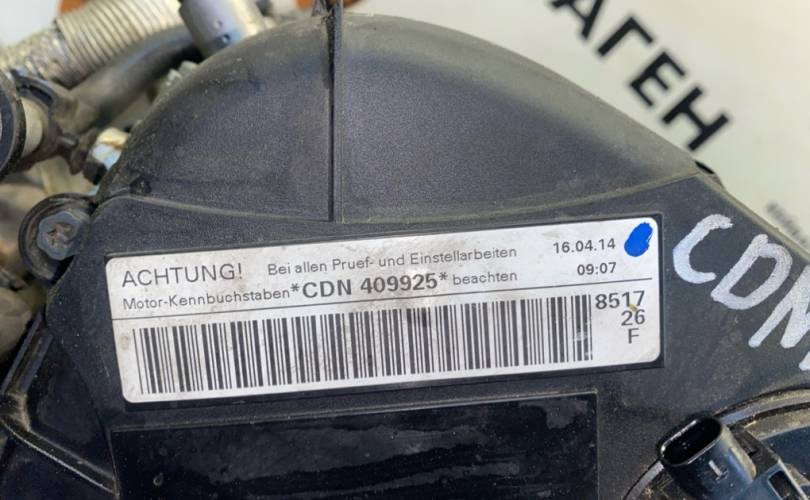 АГЕН
ACHTUNG! Bei allen Pruef- und Einstellarbeiten 16.04.14
Motor-Kennbuchstaben *CDN 409925* beachten 09:07
8517
26
F
CDN